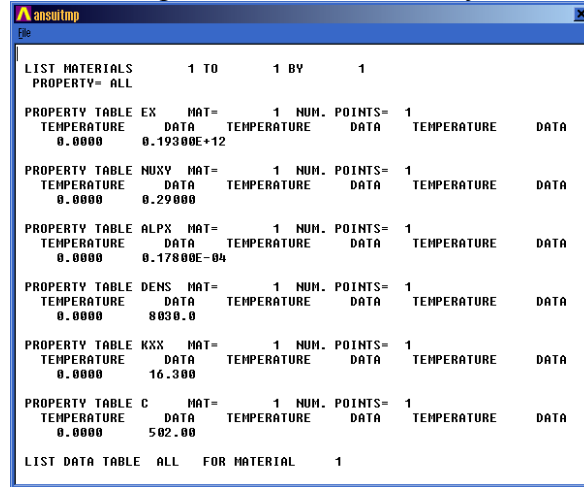 ansuitmp
File
LIST MATERIALS 1 TO 1 BY 1
PROPERTY= ALL
PROPERTY TABLE EX MAT= 1 NUM. POINTS= 1
TEMPERATURE DATA TEMPERATURE DATA TEMPERATURE DATA
0.0000 0.19300E+12
PROPERTY TABLE NUXY MAT= 1 NUM. POINTS= 1
TEMPERATURE DATA TEMPERATURE DATA TEMPERATURE DATA
0.0000 0.29000
PROPERTY TABLE ALPX MAT= 1 NUM. POINTS= 1
TEMPERATURE DATA TEMPERATURE DATA TEMPERATURE DATA
0.0000 0.17800E-04
PROPERTY TABLE DENS MAT= 1 NUM. POINTS= 1
TEMPERATURE DATA TEMPERATURE DATA TEMPERATURE DATA
0.0000 8030.0
PROPERTY TABLE KXX MAT= 1 NUM. POINTS= 1
TEMPERATURE DATA TEMPERATURE DATA TEMPERATURE DATA
0.0000 16.300
PROPERTY TABLE C MAT= 1 NUM. POINTS= 1
TEMPERATURE DATA TEMPERATURE DATA TEMPERATURE DATA
0.0000 502.00
LIST DATA TABLE ALL FOR MATERIAL 1